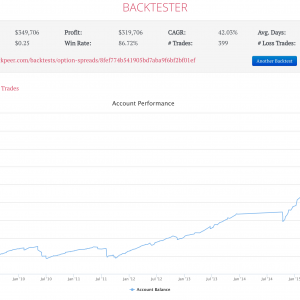 BACKTESTER
$349,706 Profit: $319,706 CAGR: 42.03% Avg. Days:
$0.25 Win Rate: 86.72% # Trades: 399 # Loss Trades:
kpeer.com/backtests/option-spreads/8fef774b541905bd7aba9f6bf2bf01ef Another Backtest
Trades
Account Performance
Jan '10 Jul '10 Jan '11 Jul '11 Jan '12 Jul '12 Jan '13 Jul '13 Jan '14 Jul '14 Jan '15
Account Balance